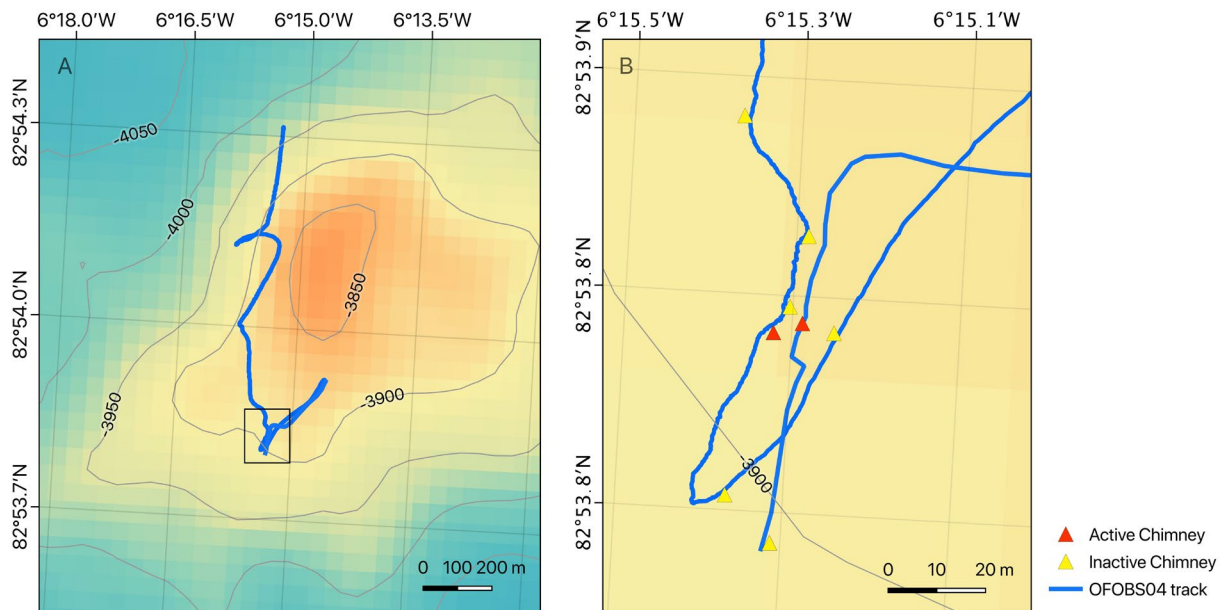 6°18.0′W 6°16.5′W 6°15.0′W 6°13.5′W
6°15.5′W 6°15.3′W 6°15.1′W
A
B
82°54.3′N
82°54.0′N
82°53.7′N
-4050
-4000
-3950
-3850
-3900
0 100 200 m
82°53.9′N
82°53.8′N
82°53.8′N
-3900
0 10 20 m
Active Chimney
Inactive Chimney
OFOBS04 track